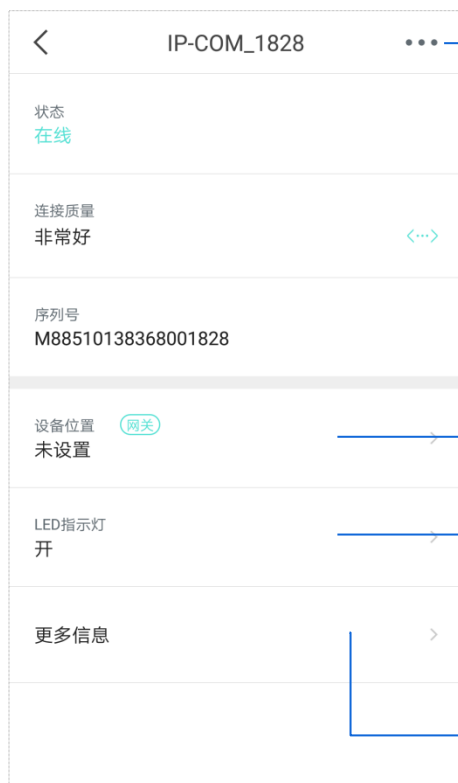 IP-COM_1828
状态
在线
连接质量
非常好
序列号
M88510138368001828
设备位置 网关
未设置
LED指示灯
开
更多信息